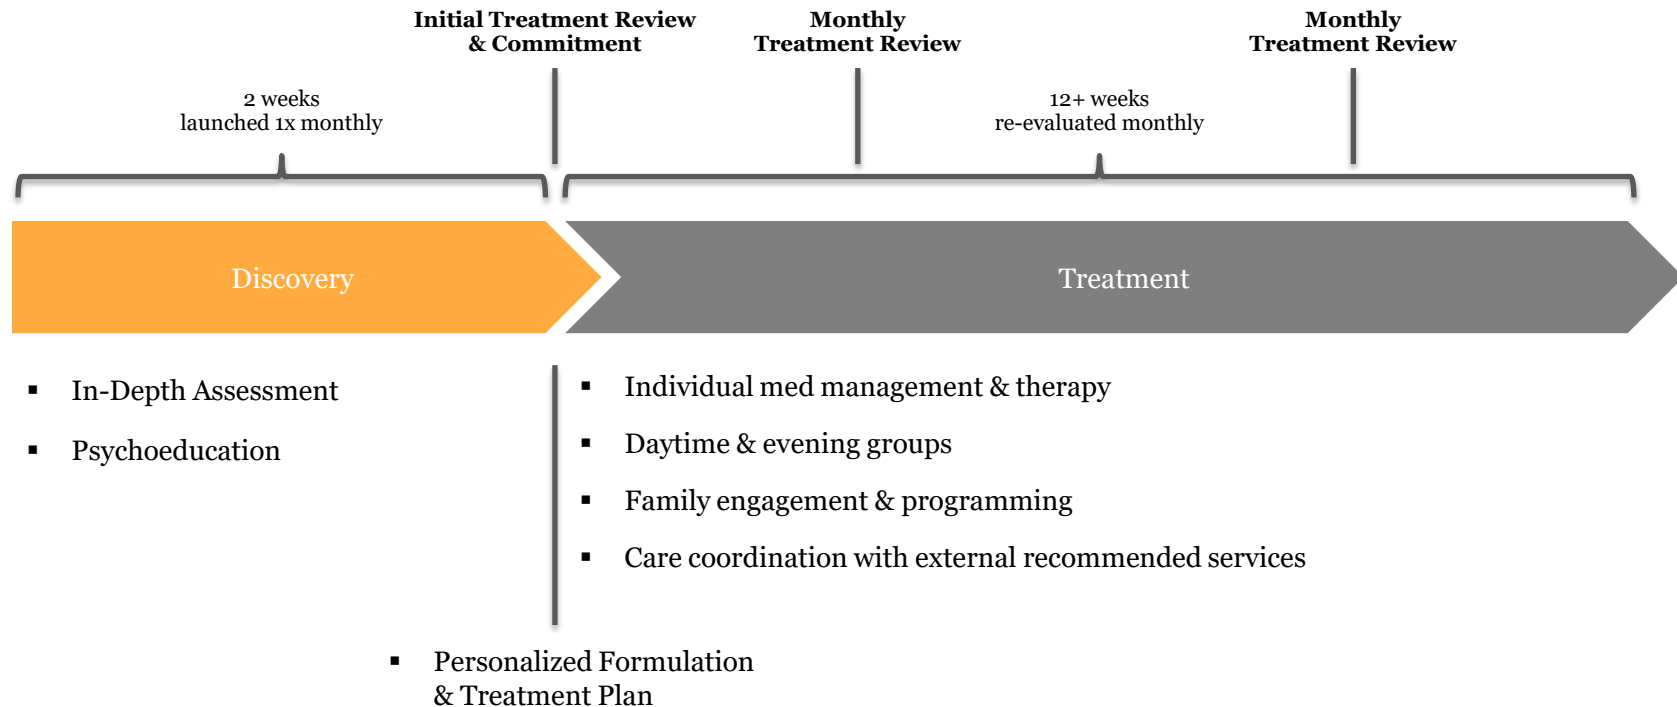 Initial Treatment Review
& Commitment
Monthly
Treatment Review
Monthly
Treatment Review
2 weeks
launched 1x monthly
12+ weeks
re-evaluated monthly
Discovery
Treatment
▪ In-Depth Assessment
▪ Psychoeducation
▪ Individual med management & therapy
▪ Daytime & evening groups
▪ Family engagement & programming
▪ Care coordination with external recommended services
▪ Personalized Formulation
& Treatment Plan